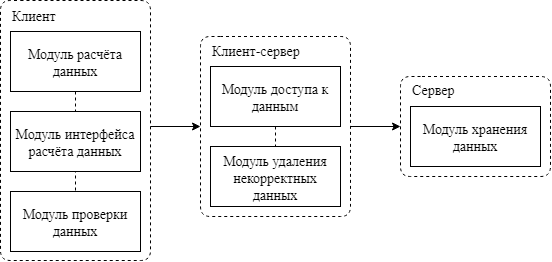 Клиент
Модуль расчёта
данных
Модуль интерфейса
расчёта данных
Модуль проверки
данных
Клиент-сервер
Модуль доступа к
данным
Модуль удаления
некорректных
данных
Сервер
Модуль хранения
данных